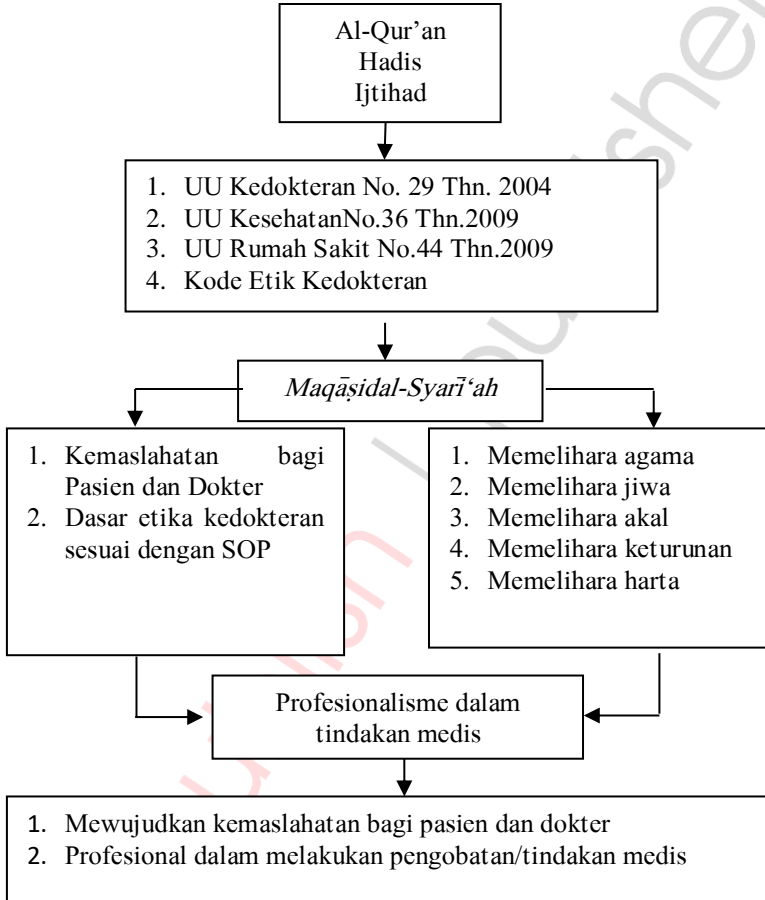 Al-Qur’an
Hadis
Ijtihad
1. UU Kedokteran No. 29 Thn. 2004
2. UU KesehatanNo.36 Thn.2009
3. UU Rumah Sakit No.44 Thn.2009
4. Kode Etik Kedokteran
Maqāṣidal-Syarī‘ah
1. Kemaslahatan bagi
Pasien dan Dokter
2. Dasar etika kedokteran
sesuai dengan SOP
1. Memelihara agama
2. Memelihara jiwa
3. Memelihara akal
4. Memelihara keturunan
5. Memelihara harta
Profesionalisme dalam
tindakan medis
1. Mewujudkan kemaslahatan bagi pasien dan dokter
2. Profesional dalam melakukan pengobatan/tindakan medis